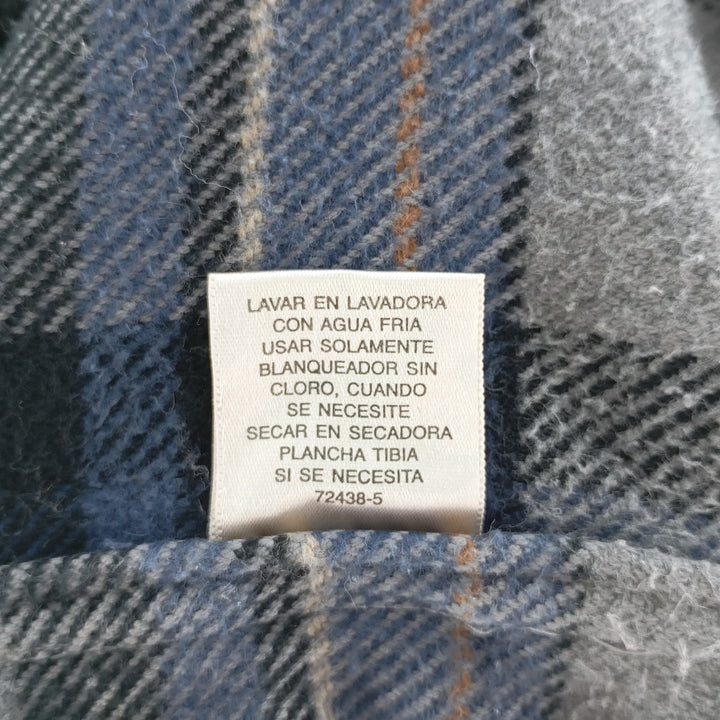 LAVAR EN LAVADORA
CON AGUA FRIA
USAR SOLAMENTE
BLANQUEADOR SIN
CLORO, CUANDO
SE NECESITE
SECAR EN SECADORA
PLANCHA TIBIA
SI SE NECESITA
72438-5